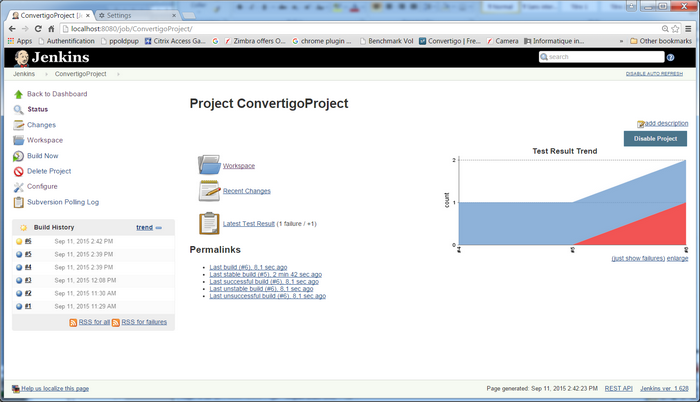 ConvertigoProject [J
Settings
localhost:8080/job/ConvertigoProject/
Apps Authentification ppoldpup Citrix Access Ga... Zimbra offers O... chrome plugin ... Benchmark Vol Convertigo | Fre... Camera Informatique in... » Other bookmarks
Jenkins
search
Jenkins ConvertigoProject
DISABLE AUTO REFRESH
Back to Dashboard
Status
Changes
Workspace
Build Now
Delete Project
Configure
Subversion Polling Log
Build History trend
#6 Sep 11, 2015 2:42 PM
#5 Sep 11, 2015 2:39 PM
#4 Sep 11, 2015 2:39 PM
#3 Sep 11, 2015 12:08 PM
#2 Sep 11, 2015 11:30 AM
#1 Sep 11, 2015 11:29 AM
RSS for all RSS for failures
Project ConvertigoProject
add description
Disable Project
Workspace
Recent Changes
Latest Test Result (1 failure / +1)
Permalinks
Last build (#6), 8.1 sec ago
Last stable build (#5), 2 min 42 sec ago
Last successful build (#6), 8.1 sec ago
Last unstable build (#6), 8.1 sec ago
Last unsuccessful build (#6), 8.1 sec ago
Test Result Trend
count
2
1
0
#4
(just show failures) enlarge
Help us localize this page
Page generated: Sep 11, 2015 2:42:23 PM REST API Jenkins ver. 1.628